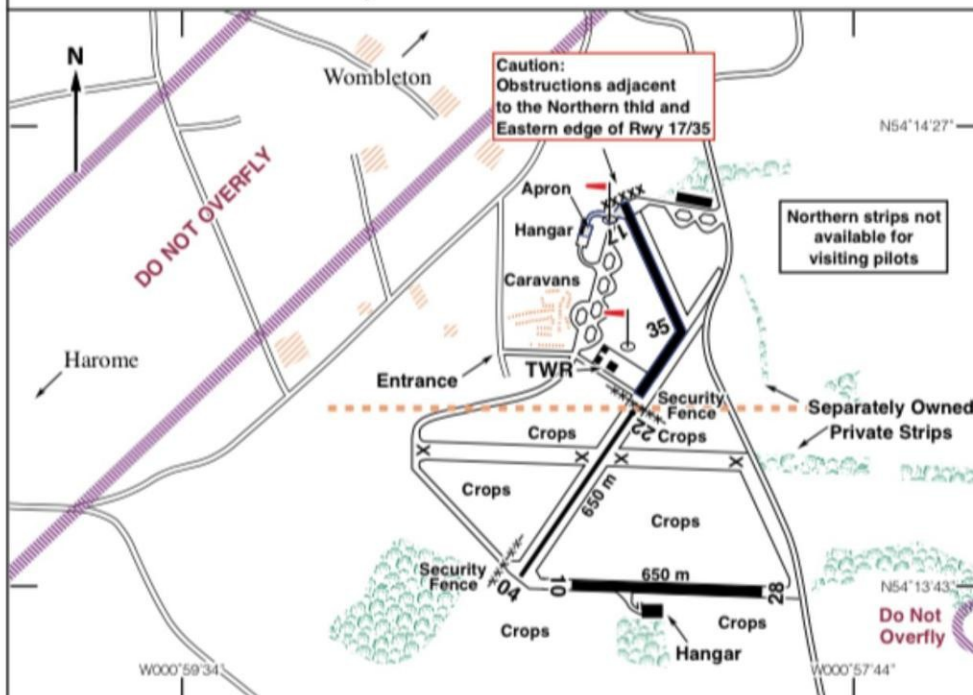 N
Wombleton
Caution:
Obstructions adjacent
to the Northern thld and
Eastern edge of Rwy 17/35
N54°14'27"
DO NOT OVERFLY
Apron
17
Hangar
Northern strips not
available for
visiting pilots
Caravans
35
Harome
TWR
Entrance
Security
Fence
Separately Owned
Private Strips
22
Crops
Crops
X
X
X
X
Crops
650 m
Crops
Security
Fence
04
10
650 m
28
N54°13'43"
Do Not
Overfly
Crops
Crops
Hangar
W000°59'34"
W000°57'44"